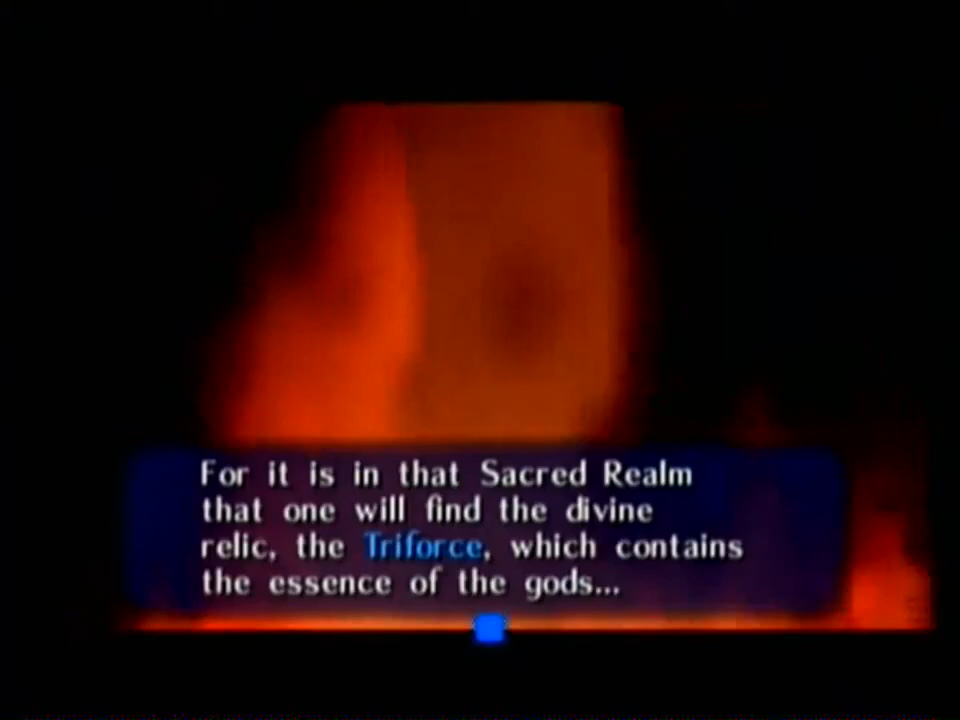 For it is in that Sacred Realm
that one will find the divine
relic, the Triforce, which contains
the essence of the gods...